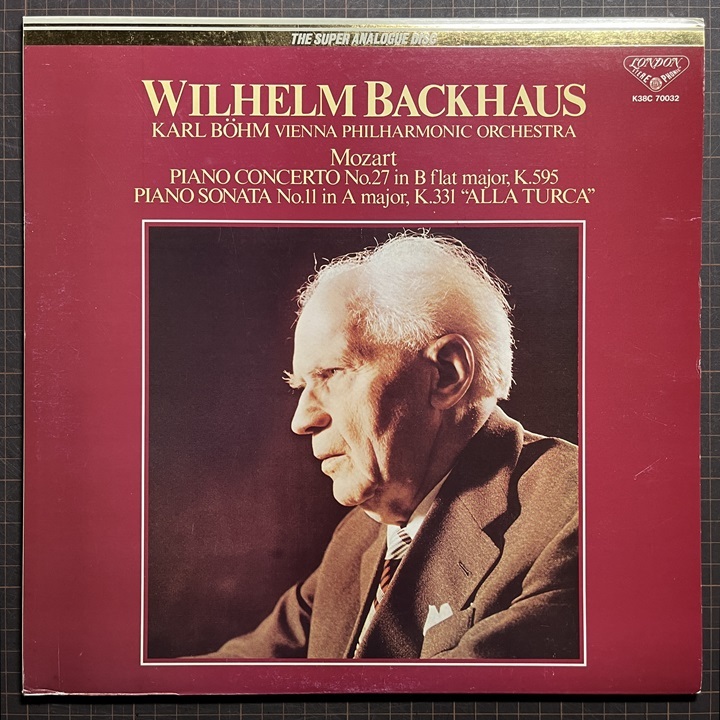 THE SUPER ANALOGUE DISC
LONDON
K38C 70032
WILHELM BACKHAUS
KARL BÖHM VIENNA PHILHARMONIC ORCHESTRA
Mozart
PIANO CONCERTO No.27 in B flat major, K.595
PIANO SONATA No.11 in A major, K.331 “ALLA TURCA”